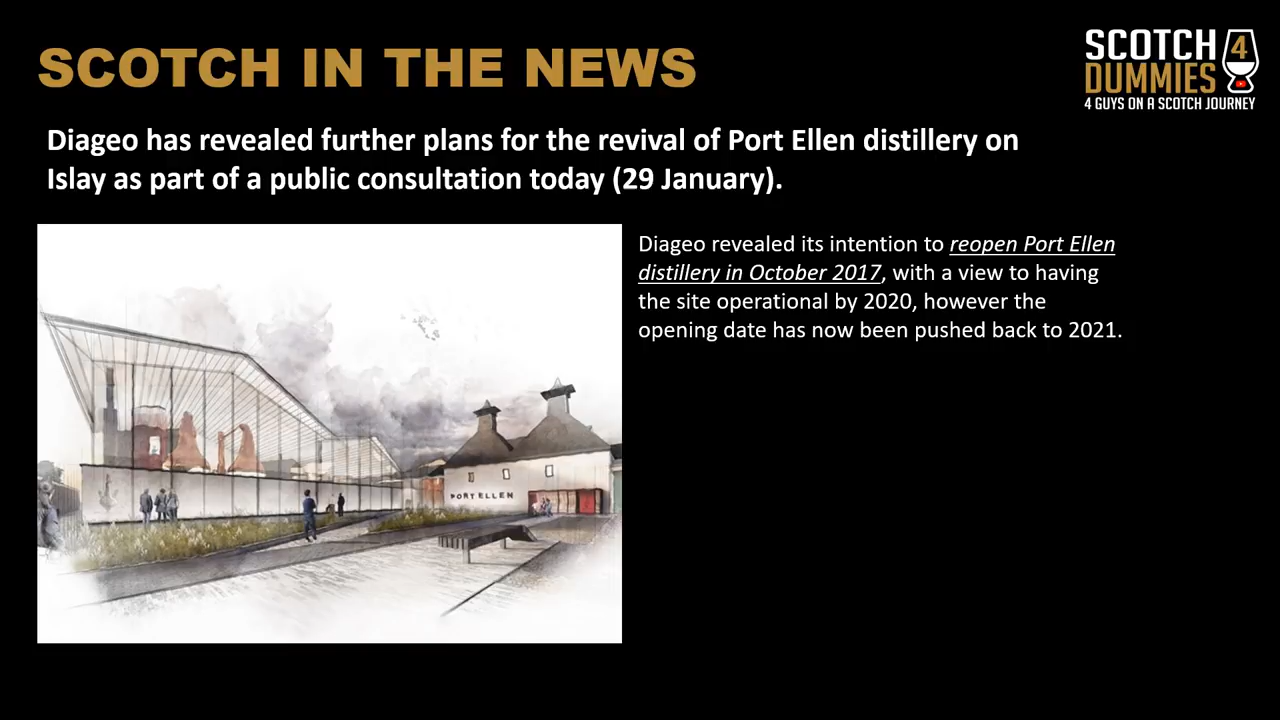 SCOTCH IN THE NEWS
SCOTCH 4
DUMMIES
4 GUYS ON A SCOTCH JOURNEY
Diageo has revealed further plans for the revival of Port Ellen distillery on
Islay as part of a public consultation today (29 January).
Diageo revealed its intention to reopen Port Ellen
distillery in October 2017, with a view to having
the site operational by 2020, however the
opening date has now been pushed back to 2021.
PORT ELLEN